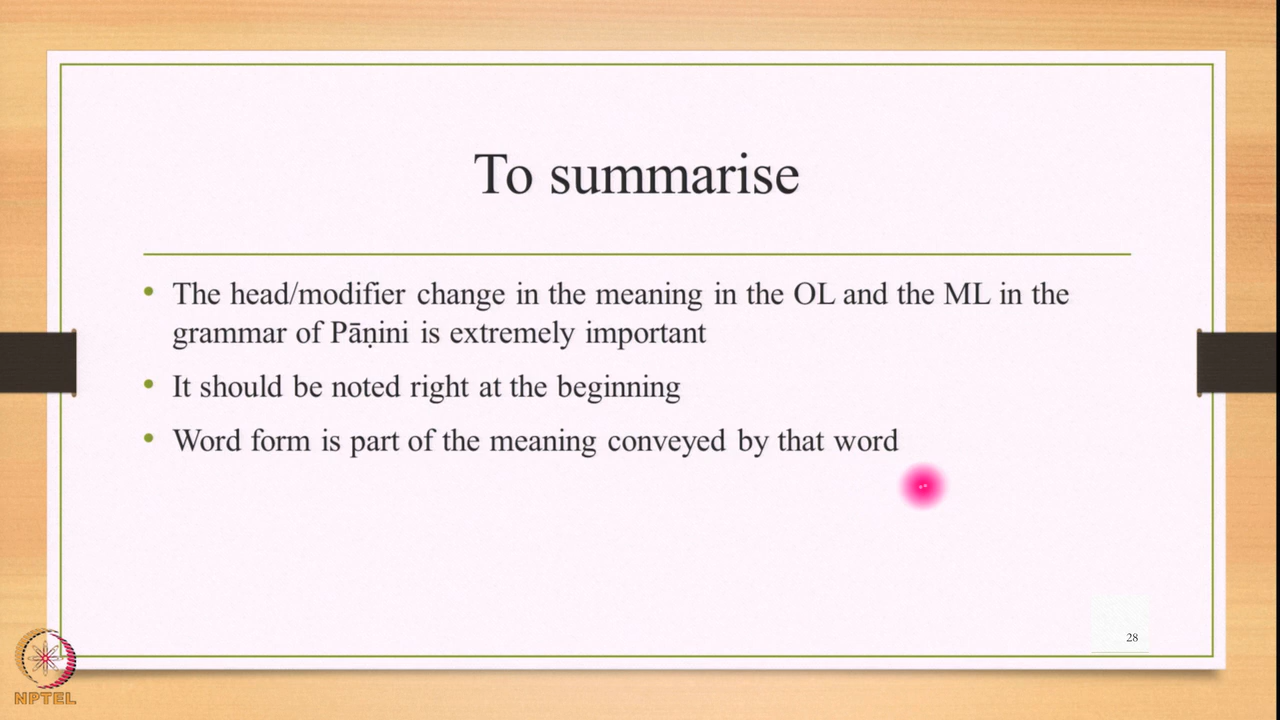 To summarise
• The head/modifier change in the meaning in the OL and the ML in the
grammar of Pāṇini is extremely important
• It should be noted right at the beginning
• Word form is part of the meaning conveyed by that word
28
NPTEL